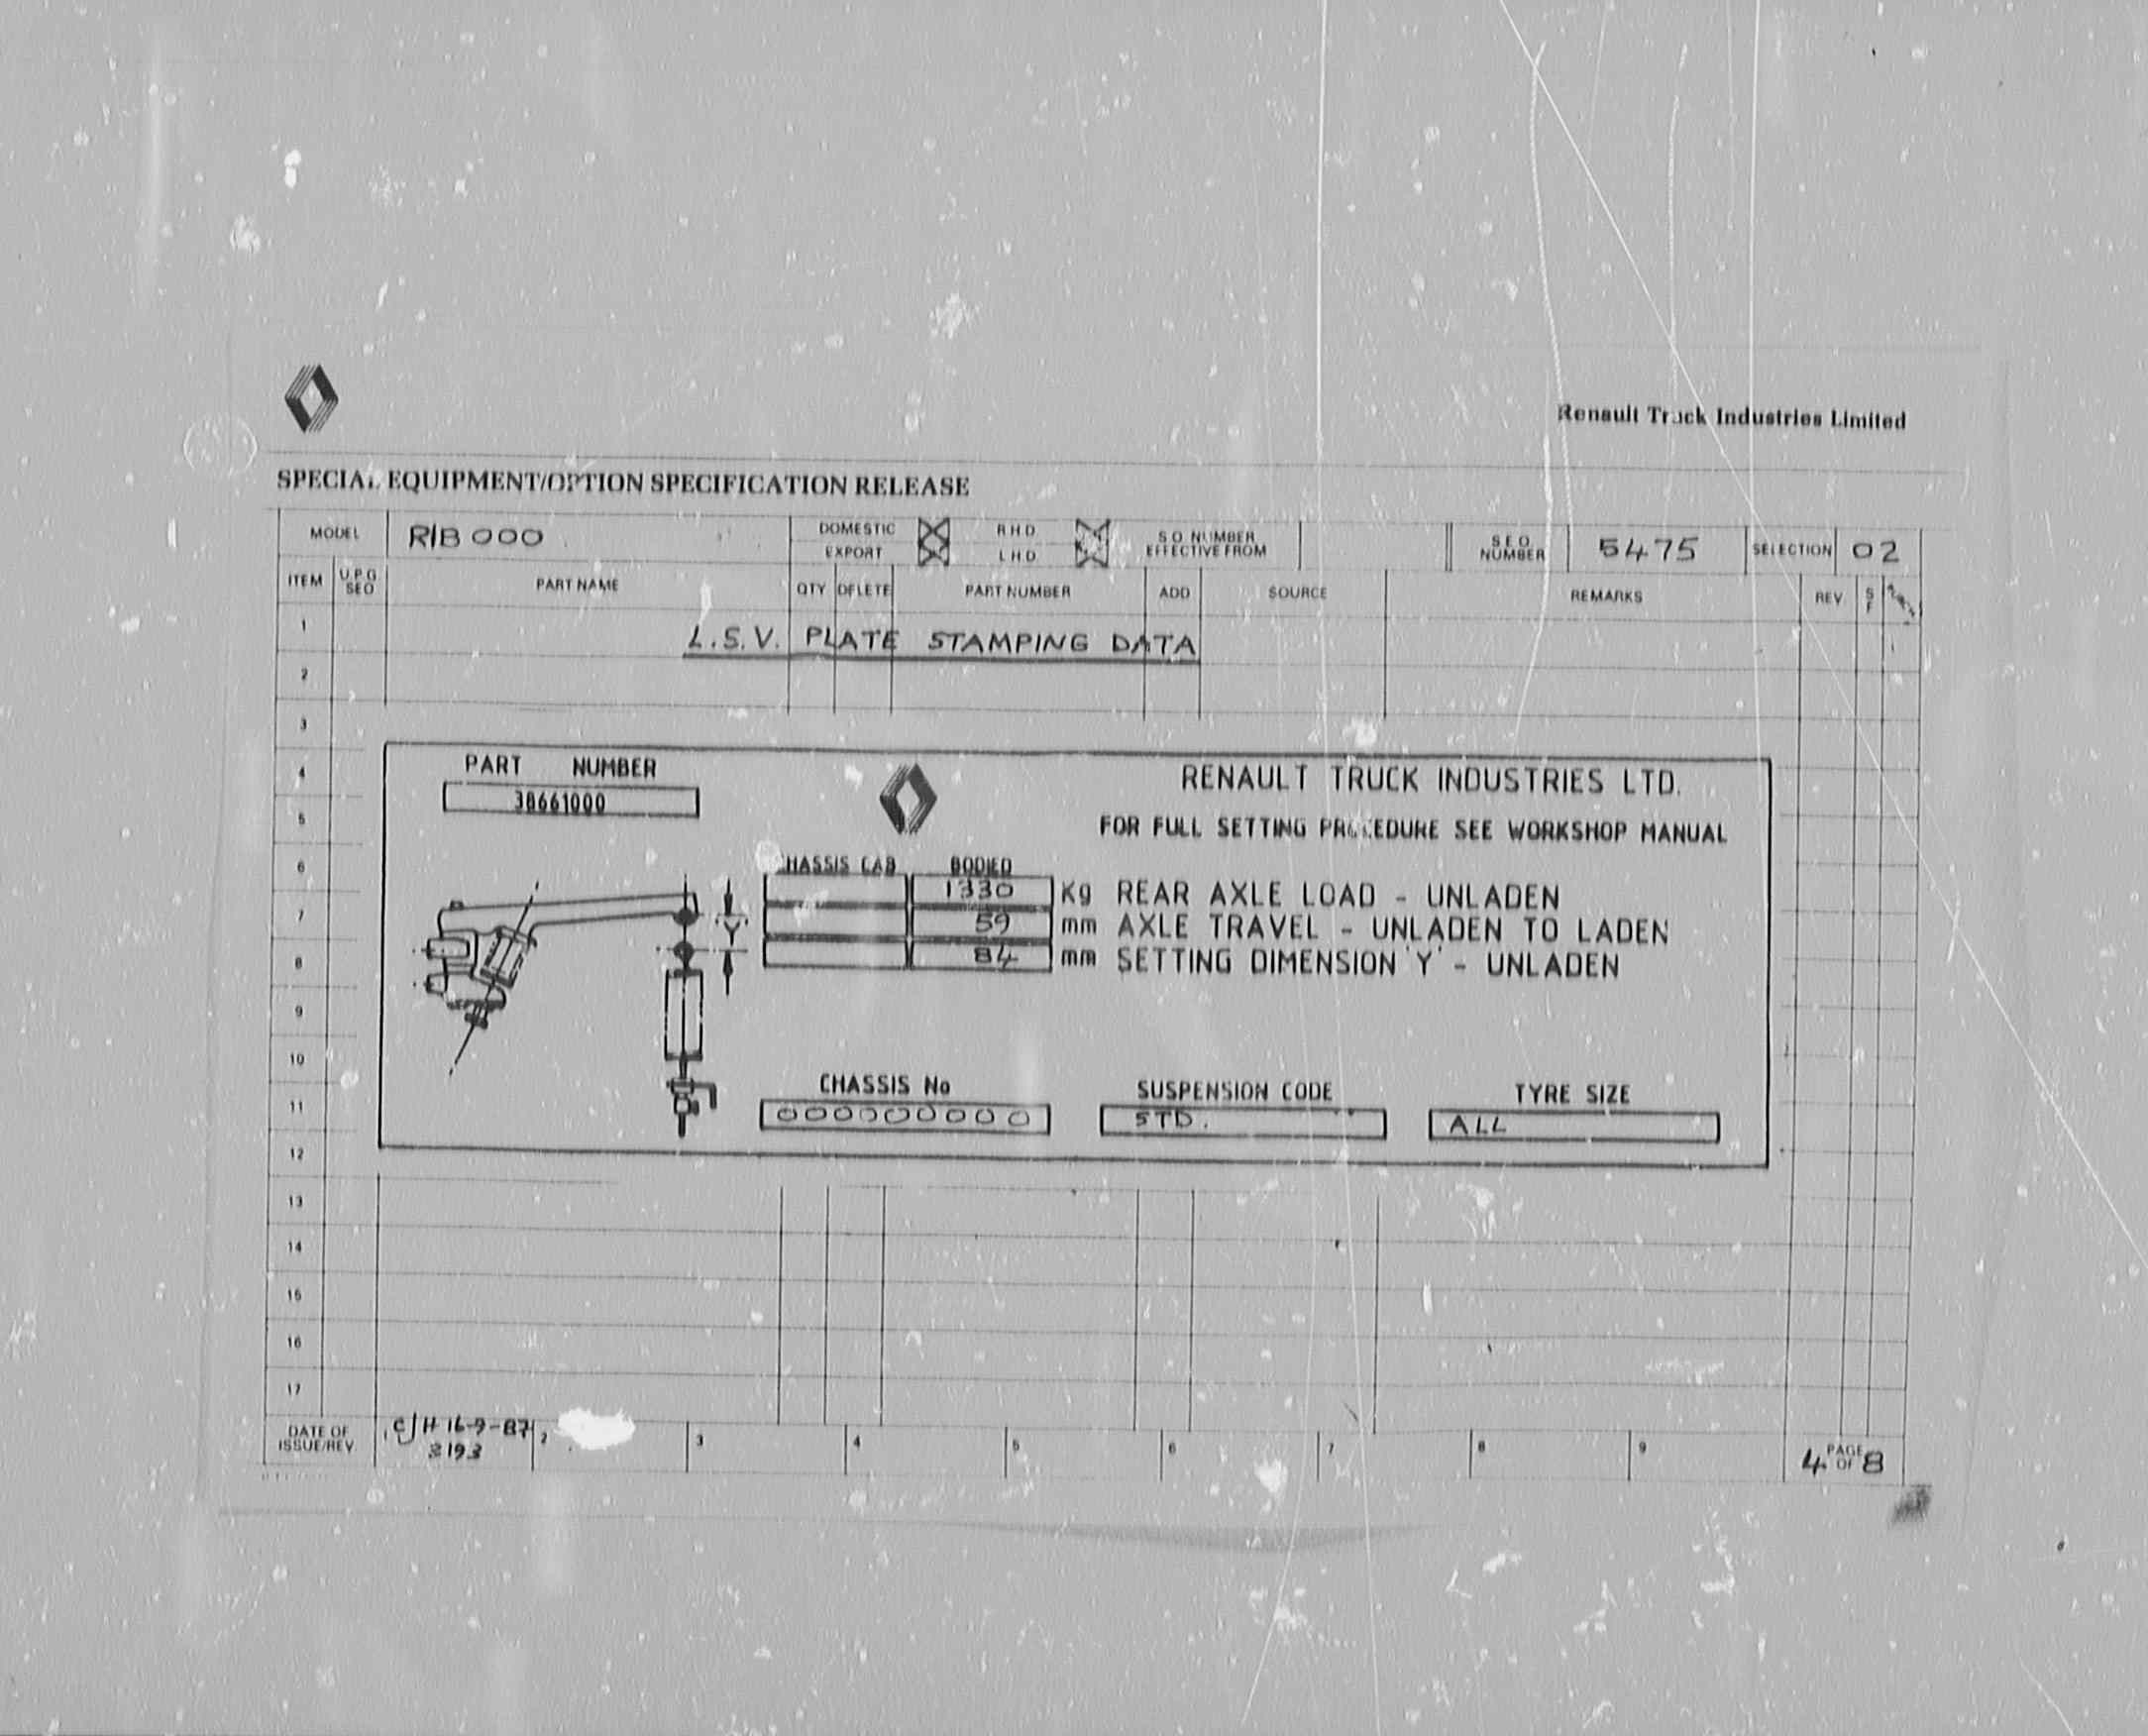 Renault Truck Industries Limited
SPECIAL EQUIPMENT/OPTION SPECIFICATION RELEASE
MODEL R1B000 DOMESTIC RHD S.O. NUMBER EFFECTIVE FROM S.E.O. NUMBER 5475 SELECTION 02
EXPORT LHD
ITEM U.P.G SEO PART NAME QTY DELETE PART NUMBER ADD SOURCE REMARKS REV S F
1 L.S.V. PLATE STAMPING DATA
2
3
4 PART NUMBER RENAULT TRUCK INDUSTRIES LTD.
38661000
5 FOR FULL SETTING PROCEDURE SEE WORKSHOP MANUAL
6 CHASSIS CAB BODIED
1330 Kg REAR AXLE LOAD - UNLADEN
7 Y 59 mm AXLE TRAVEL - UNLADEN TO LADEN
8 84 mm SETTING DIMENSION 'Y' - UNLADEN
9
10
CHASSIS No SUSPENSION CODE TYRE SIZE
11 000000000 STD. ALL
12
13
14
15
16
17
DATE OF ISSUE/REV 1 CJH 16-9-87 2 3 4 5 6 7 8 9 4 PAGE OF 8
3193